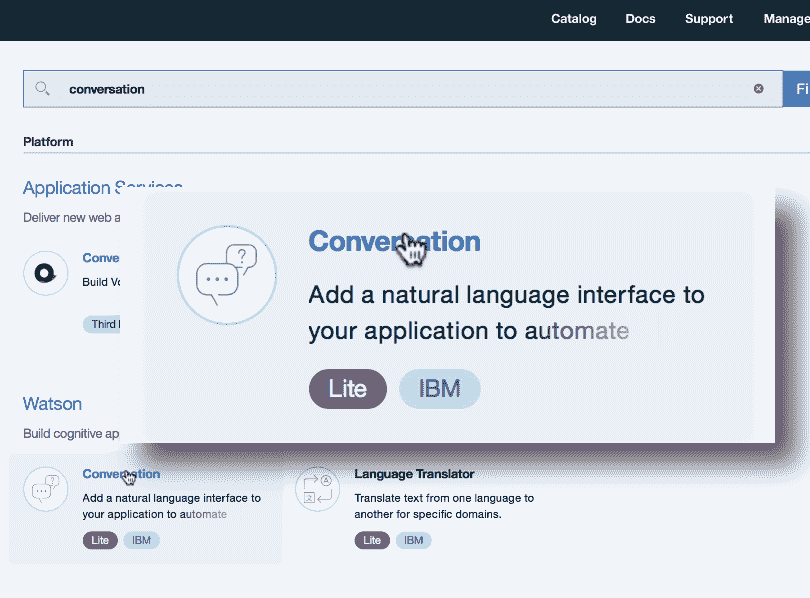 Catalog Docs Support Manage
conversation Fi
Platform
Application Services
Deliver new web a
Conve
Build Vo
Third
Conversation
Add a natural language interface to
your application to automate
Lite IBM
Watson
Build cognitive ap
Conversation
Add a natural language interface to
your application to automate
Lite IBM
Language Translator
Translate text from one language to
another for specific domains.
Lite IBM